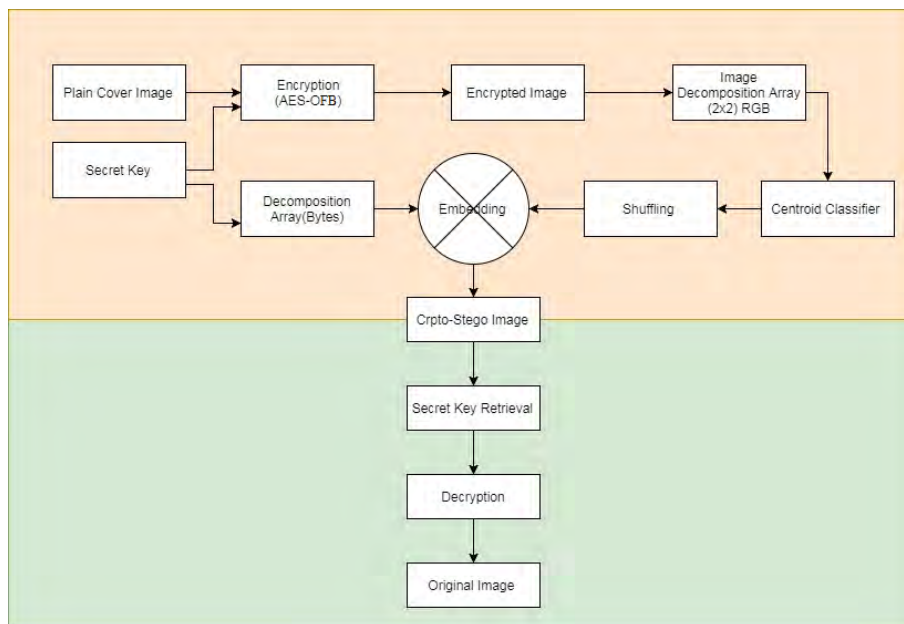 Plain Cover Image
Encryption
(AES-OFB)
Encrypted Image
Image
Decomposition Array
(2x2) RGB
Secret Key
Decomposition
Array(Bytes)
Embedding
Shuffling
Centroid Classifier
Crpto-Stego Image
Secret Key Retrieval
Decryption
Original Image